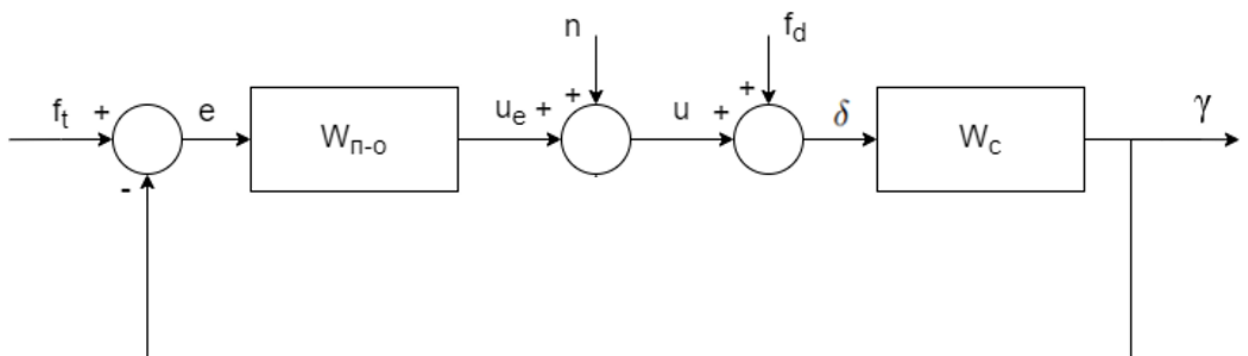 n
f_d
f_t + e
W_п-о
u_e +
+
u +
+
δ
W_c
γ
-